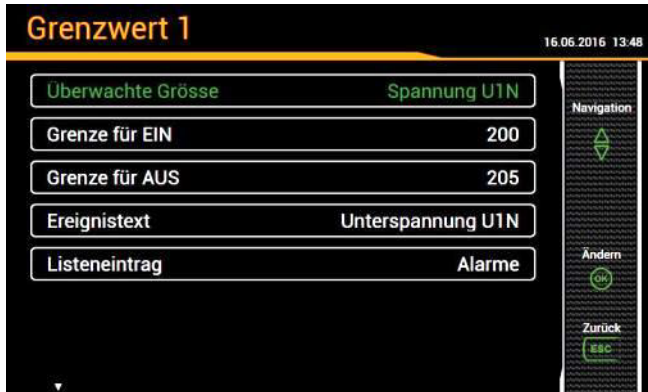 Grenzwert 1
16.06.2016 13:48
Überwachte Grösse Spannung U1N
Grenze für EIN 200
Grenze für AUS 205
Ereignistext Unterspannung U1N
Listeneintrag Alarme
Navigation
Ändern
OK
Zurück
ESC